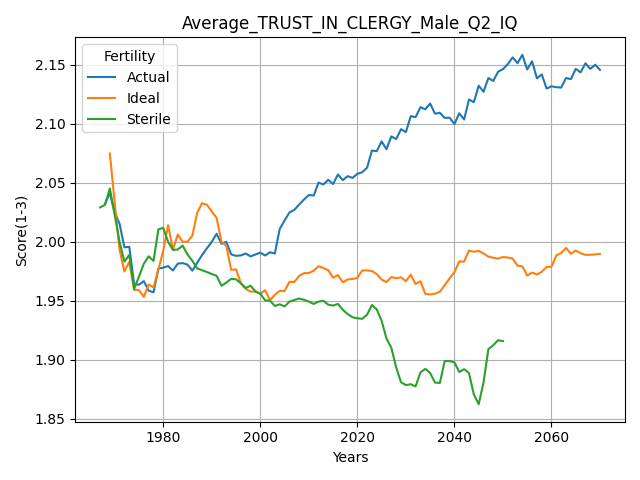 Average_TRUST_IN_CLERGY_Male_Q2_IQ
Fertility
Actual
Ideal
Sterile
Score(1-3)
2.15
2.10
2.05
2.00
1.95
1.90
1.85
1980
2000
2020
2040
2060
Years